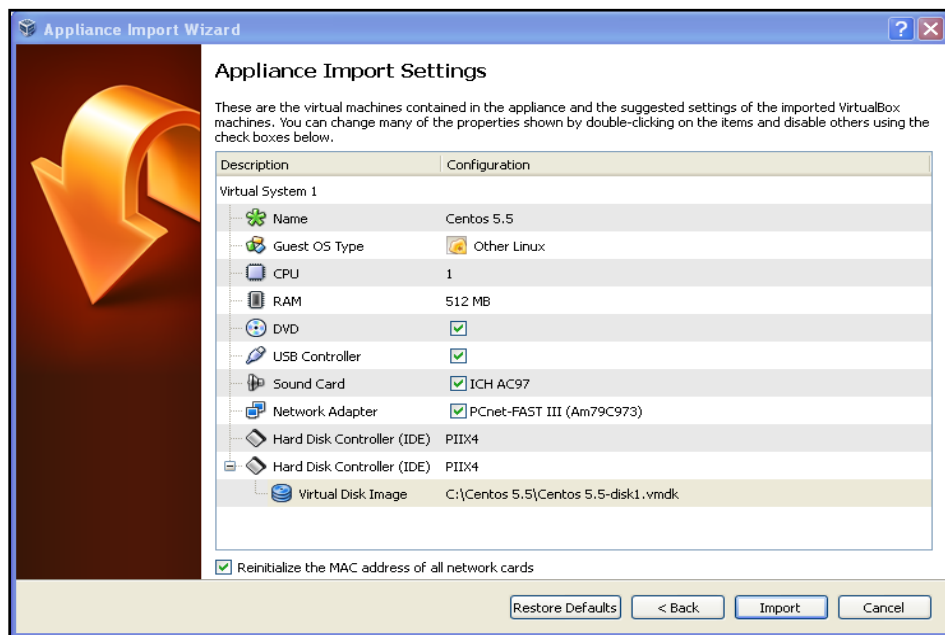 Appliance Import Wizard
Appliance Import Settings
These are the virtual machines contained in the appliance and the suggested settings of the imported VirtualBox
machines. You can change many of the properties shown by double-clicking on the items and disable others using the
check boxes below.
Description Configuration
Virtual System 1
Name Centos 5.5
Guest OS Type Other Linux
CPU 1
RAM 512 MB
DVD
USB Controller
Sound Card ICH AC97
Network Adapter PCnet-FAST III (Am79C973)
Hard Disk Controller (IDE) PIIX4
Hard Disk Controller (IDE) PIIX4
Virtual Disk Image C:\Centos 5.5\Centos 5.5-disk1.vmdk
Reinitialize the MAC address of all network cards
Restore Defaults < Back Import Cancel